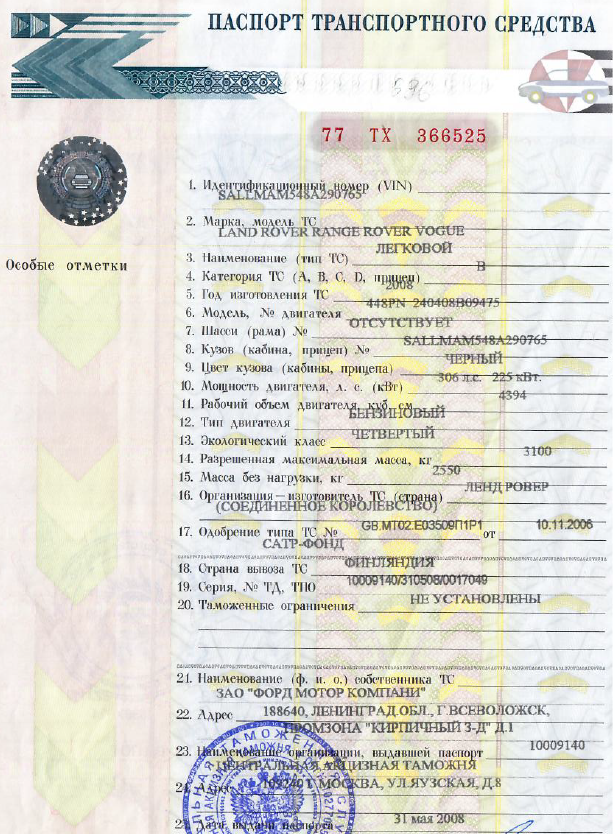 ПАСПОРТ ТРАНСПОРТНОГО СРЕДСТВА
77 ТХ 366525
Особые отметки
1. Идентификационный номер (VIN)
SALLMAM548A290765
2. Марка, модель ТС
LAND ROVER RANGE ROVER VOGUE
3. Наименование (тип ТС)
ЛЕГКОВОЙ
4. Категория ТС (A, B, C, D, прицеп)
B
5. Год изготовления ТС
2008
6. Модель, № двигателя
448PN 240408B09475
7. Шасси (рама) №
ОТСУТСТВУЕТ
8. Кузов (кабина, прицеп) №
SALLMAM548A290765
9. Цвет кузова (кабины, прицепа)
ЧЕРНЫЙ
10. Мощность двигателя, л. с. (кВт)
306 л.с. 225 кВт.
11. Рабочий объем двигателя, куб. см
4394
12. Тип двигателя
БЕНЗИНОВЫЙ
13. Экологический класс
ЧЕТВЕРТЫЙ
14. Разрешенная максимальная масса, кг
3100
15. Масса без нагрузки, кг
2550
16. Организация–изготовитель ТС (страна)
ЛЕНД РОВЕР
(СОЕДИНЕННОЕ КОРОЛЕВСТВО)
17. Одобрение типа ТС № GB.MT02.E03509П1Р1 от 10.11.2006
САТР-ФОНД
18. Страна вывоза ТС
ФИНЛЯНДИЯ
19. Серия, № ТД, ТПО
10009140/310508/0017049
20. Таможенные ограничения
НЕ УСТАНОВЛЕНЫ
21. Наименование (ф. и. о.) собственника ТС
ЗАО "ФОРД МОТОР КОМПАНИ"
22. Адрес 188640, ЛЕНИНГРАД.ОБЛ., Г.ВСЕВОЛОЖСК,
ПРОМЗОНА "КИРПИЧНЫЙ З-Д" Д.1
23. Наименование организации, выдавшей паспорт 10009140
ЦЕНТРАЛЬНАЯ АКЦИЗНАЯ ТАМОЖНЯ
24. Адрес 109240 Г. МОСКВА, УЛ.ЯУЗСКАЯ, Д.8
Дата выдачи паспорта 31 мая 2008